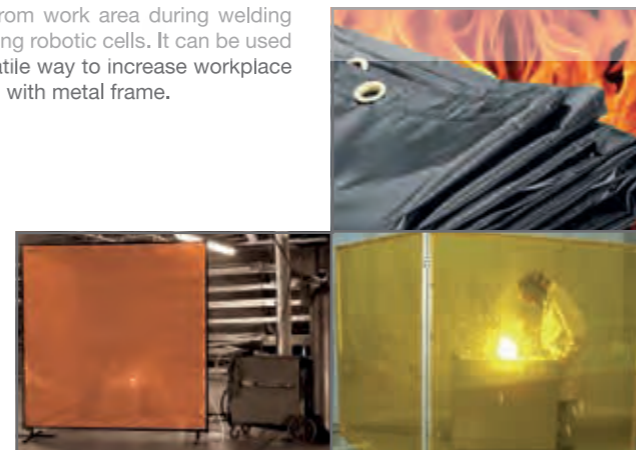 rom work area during welding
ng robotic cells. It can be used
atile way to increase workplace
with metal frame.